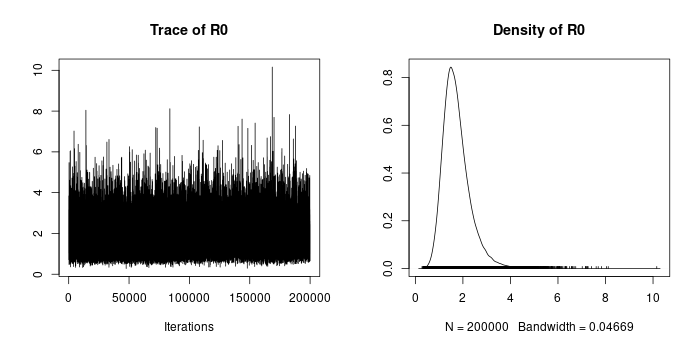 Trace of R0
10
8
6
4
2
0
0 50000 100000 150000 200000
Iterations
Density of R0
0.8
0.6
0.4
0.2
0.0
0 2 4 6 8 10
N = 200000 Bandwidth = 0.04669